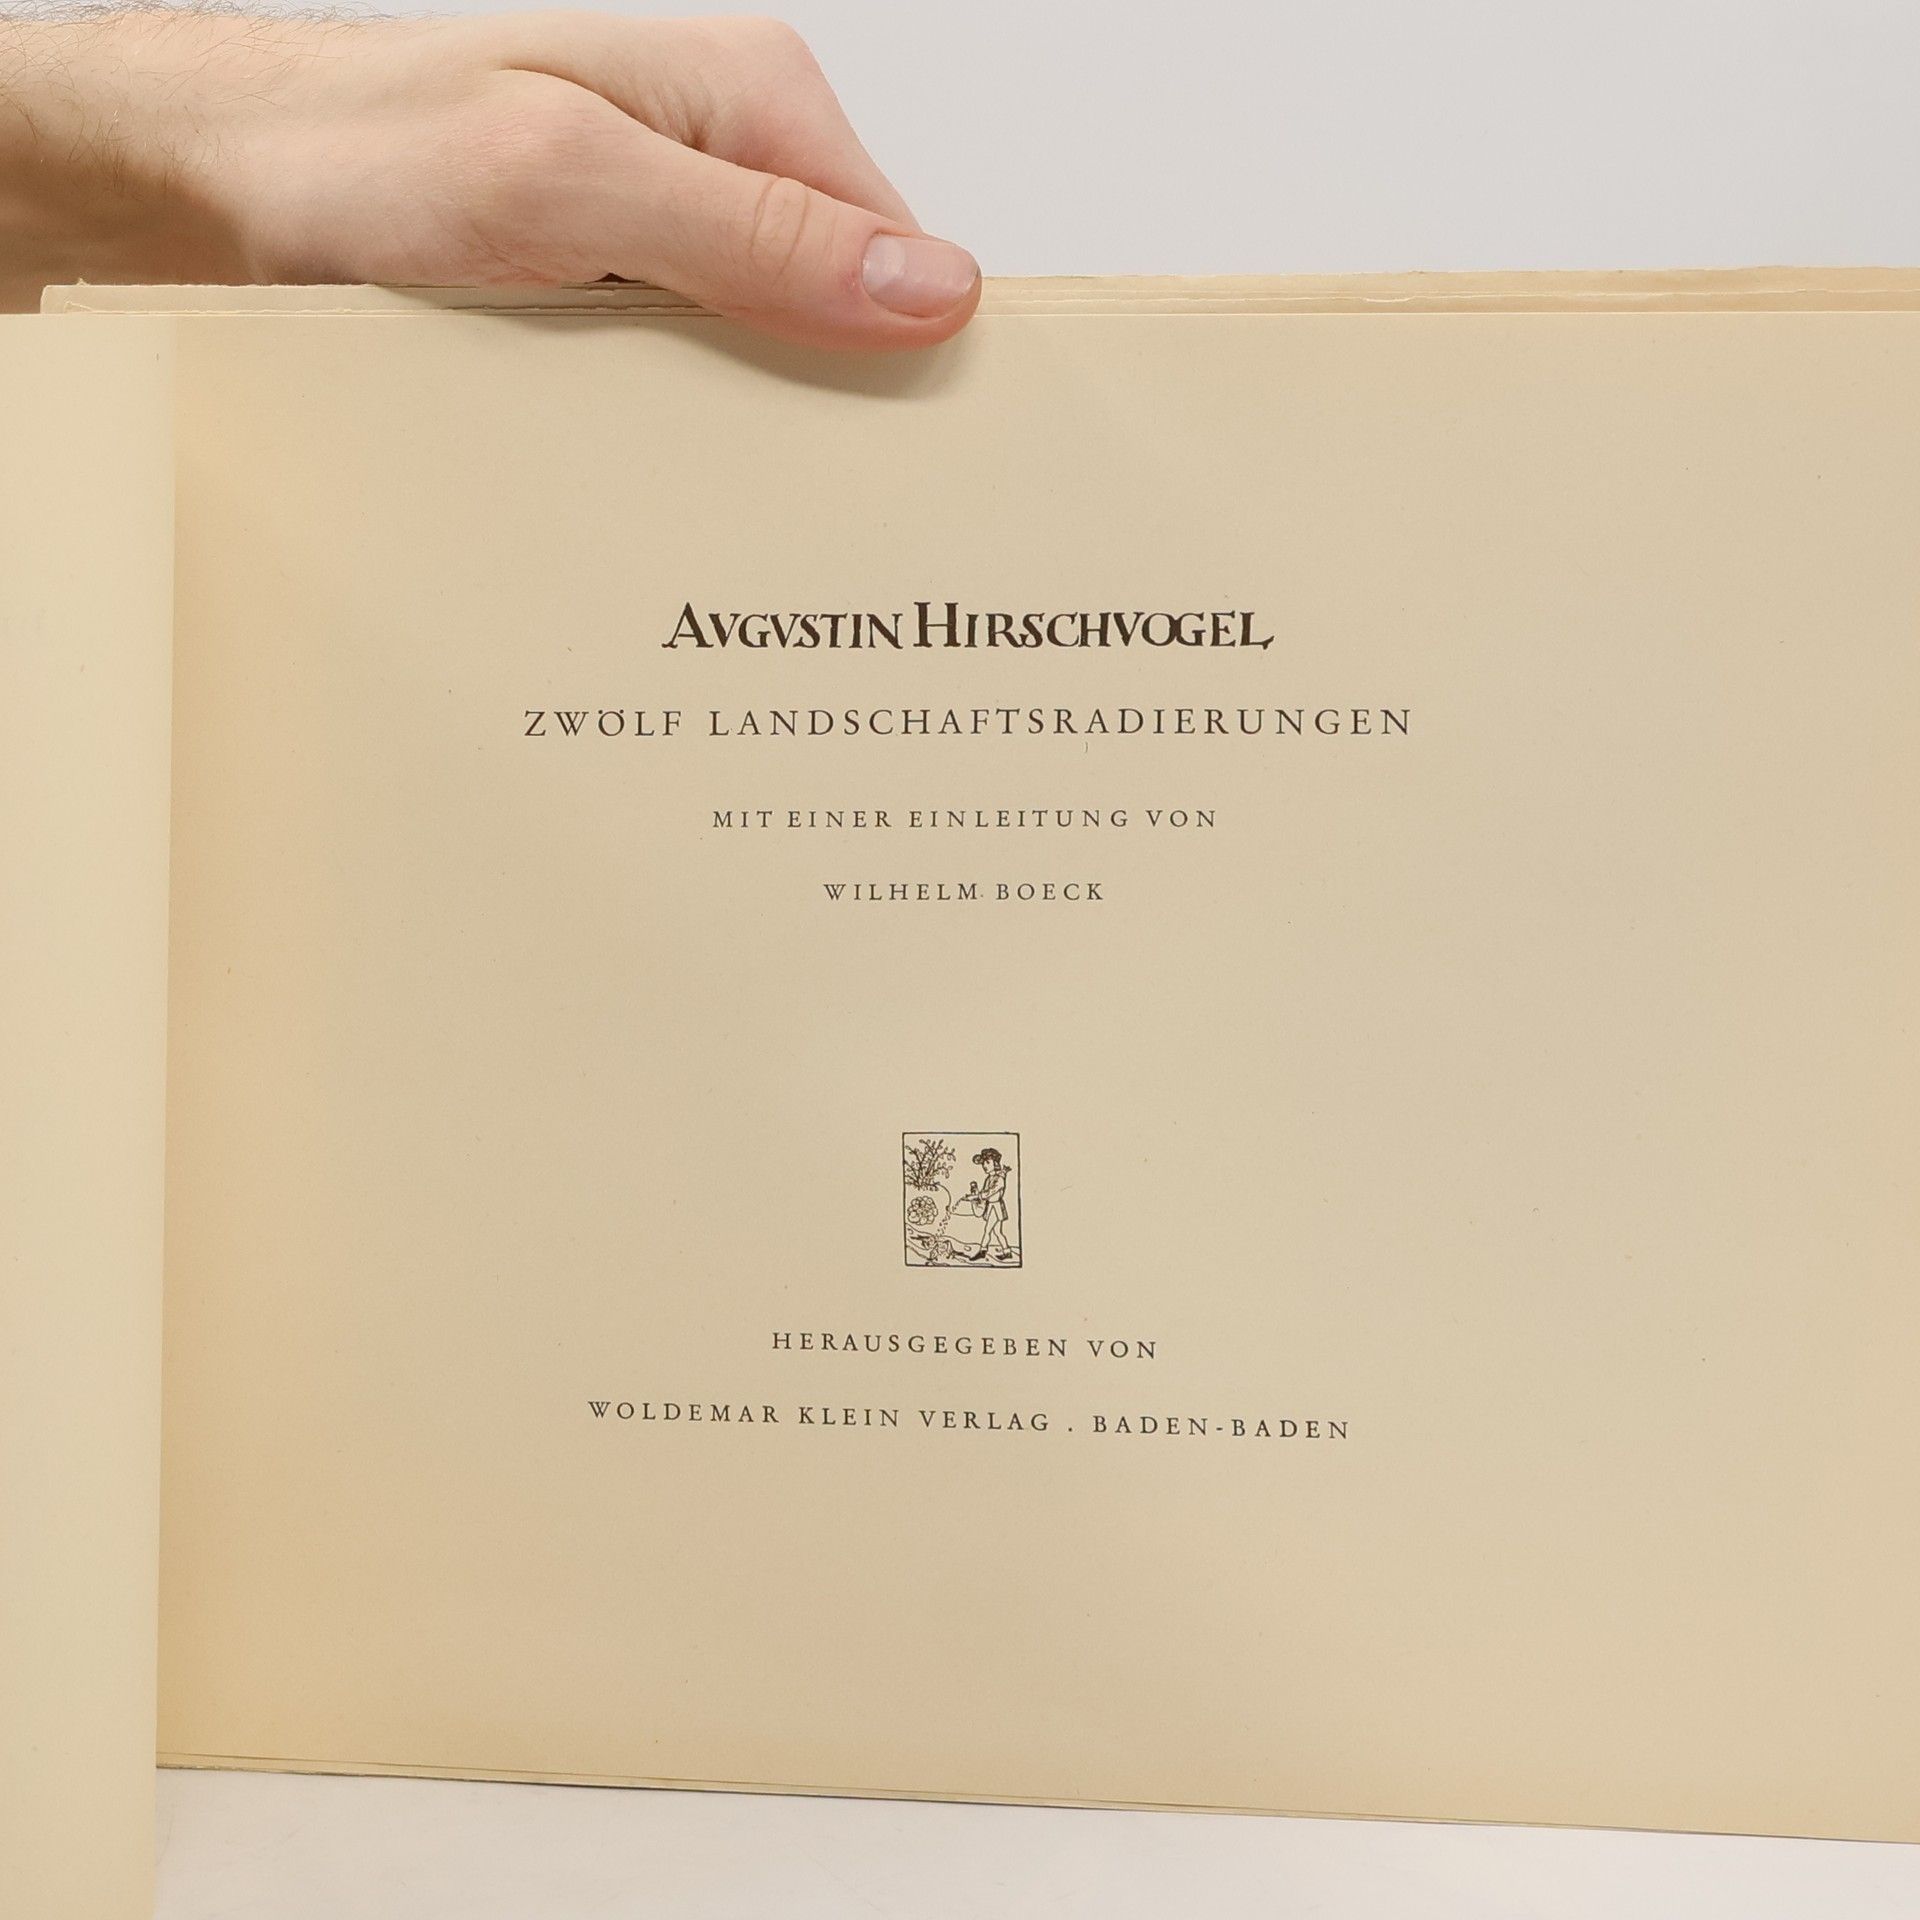 AVGVSTIN HIRSCHVOGEL
ZWÖLF LANDSCHAFTSRADIERUNGEN
MIT EINER EINLEITUNG VON
WILHELM BOECK
HERAUSGEGEBEN VON
WOLDEMAR KLEIN VERLAG . BADEN-BADEN